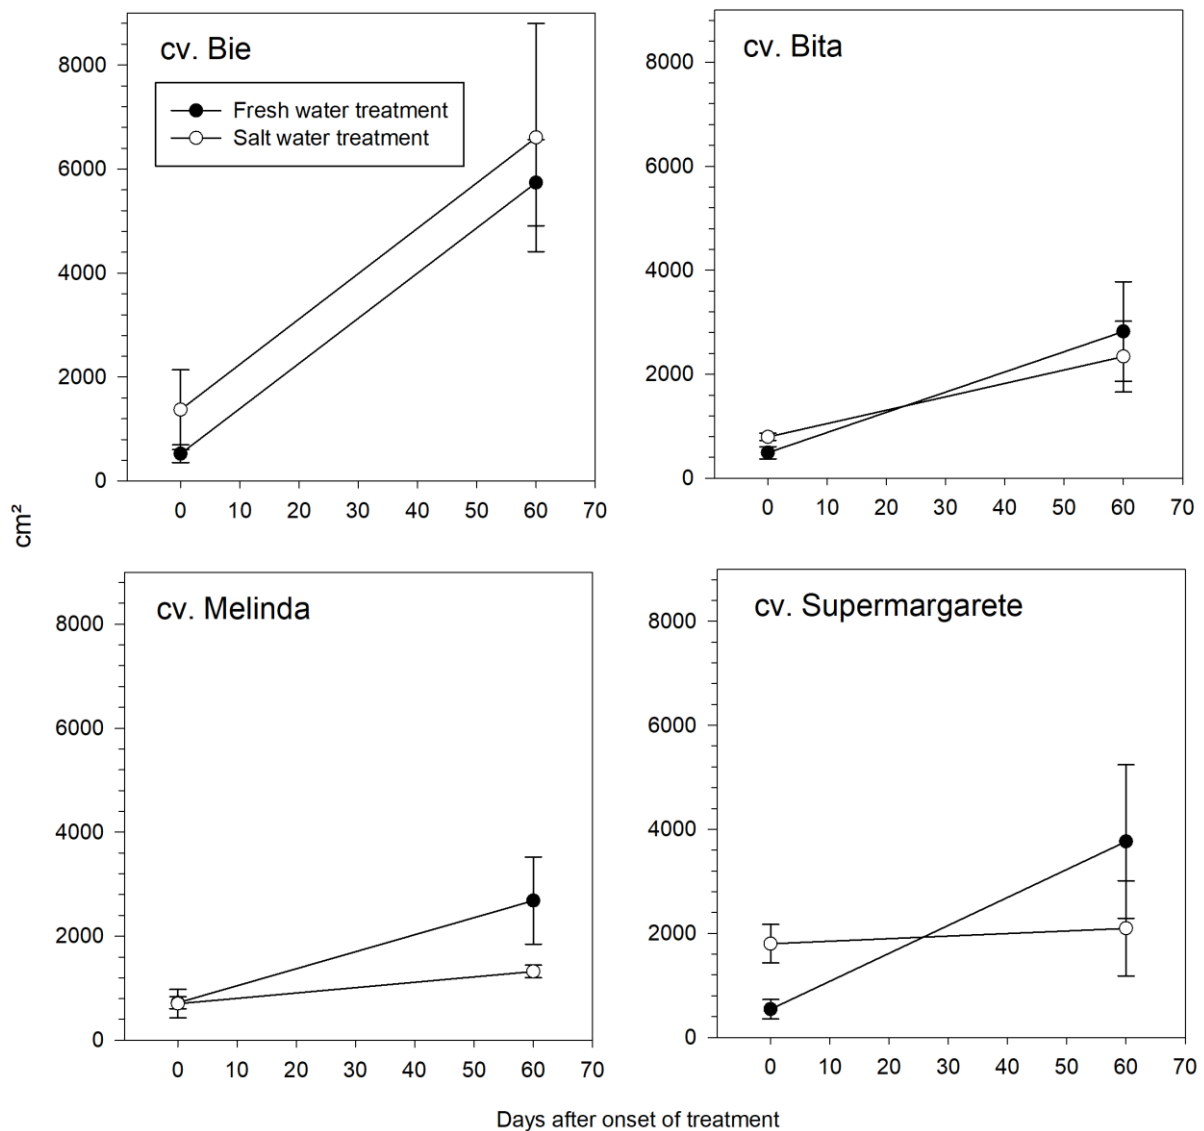 cv. Bie
Fresh water treatment
Salt water treatment
8000
6000
4000
2000
0
0 10 20 30 40 50 60 70
cv. Bita
8000
6000
4000
2000
0
0 10 20 30 40 50 60 70
cm²
cv. Melinda
8000
6000
4000
2000
0
0 10 20 30 40 50 60 70
cv. Supermargarete
8000
6000
4000
2000
0
0 10 20 30 40 50 60 70
Days after onset of treatment